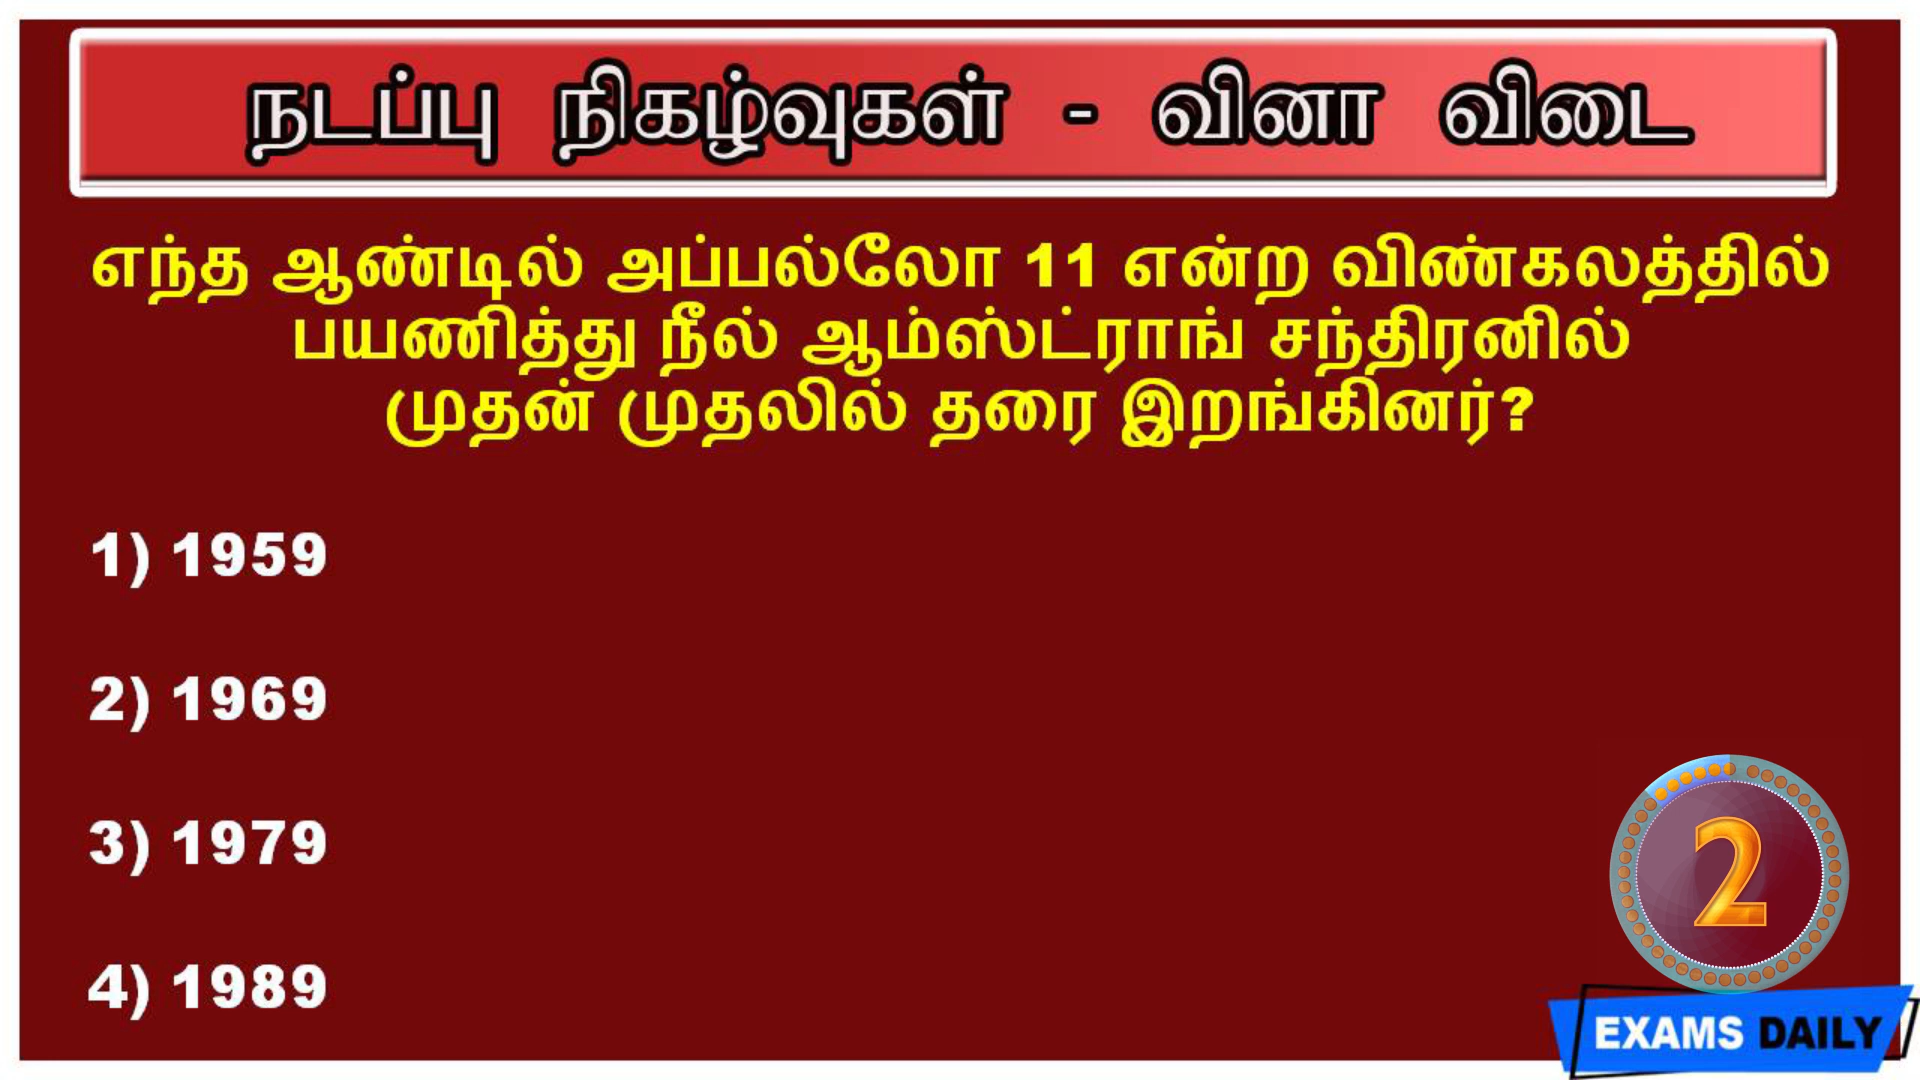 நடப்பு நிகழ்வுகள் - வினா விடை
எந்த ஆண்டில் அப்பல்லோ 11 என்ற விண்கலத்தில்
பயணித்து நீல் ஆம்ஸ்ட்ராங் சந்திரனில்
முதன் முதலில் தரை இறங்கினர்?
1) 1959
2) 1969
3) 1979
4) 1989
2
EXAMS DAILY